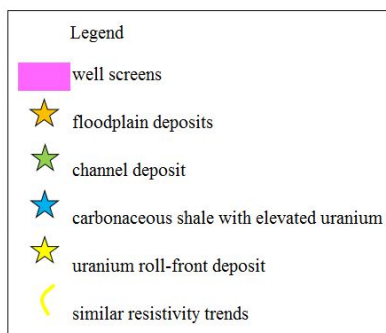 Legend
well screens
floodplain deposits
channel deposit
carbonaceous shale with elevated uranium
uranium roll-front deposit
similar resistivity trends